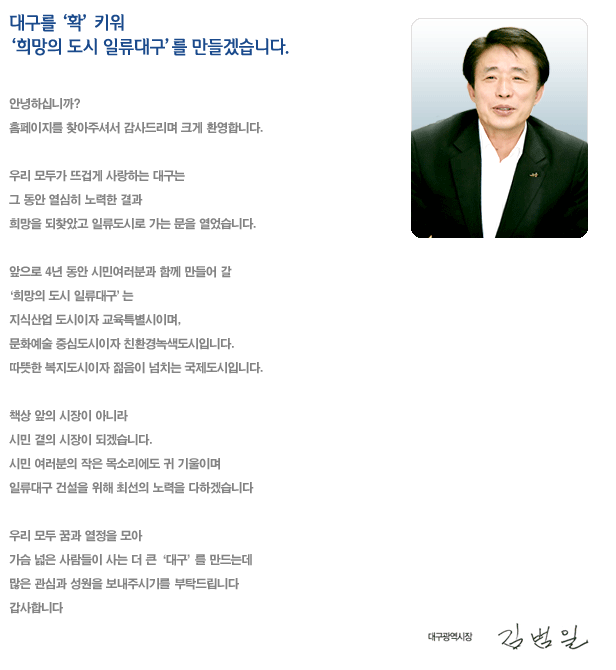 대구를 ‘확’ 키워
‘희망의 도시 일류대구’를 만들겠습니다.
안녕하십니까?
홈페이지를 찾아주셔서 감사드리며 크게 환영합니다.
우리 모두가 뜨겁게 사랑하는 대구는
그 동안 열심히 노력한 결과
희망을 되찾았고 일류도시로 가는 문을 열었습니다.
앞으로 4년 동안 시민여러분과 함께 만들어 갈
‘희망의 도시 일류대구’는
지식산업 도시이자 교육특별시이며,
문화예술 중심도시이자 친환경녹색도시입니다.
따뜻한 복지도시이자 젊음이 넘치는 국제도시입니다.
책상 앞의 시장이 아니라
시민 곁의 시장이 되겠습니다.
시민 여러분의 작은 목소리에도 귀 기울이며
일류대구 건설을 위해 최선의 노력을 다하겠습니다
우리 모두 꿈과 열정을 모아
가슴 넓은 사람들이 사는 더 큰 ‘대구’를 만드는데
많은 관심과 성원을 보내주시기를 부탁드립니다
감사합니다
대구광역시장 김범일